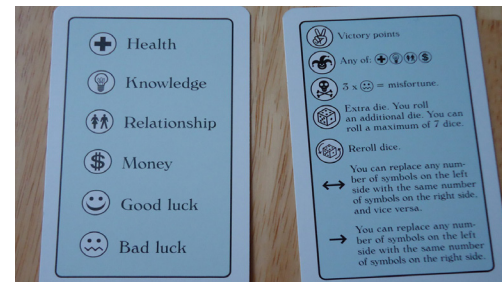 Health
Knowledge
Relationship
Money
Good luck
Bad luck
Victory points
Any of:
3 x = misfortune.
Extra die. You roll
an additional die. You can
roll a maximum of 7 dice.
Reroll dice.
You can replace any num-
ber of symbols on the left
side with the same number
of symbols on the right side,
and vice versa.
You can replace any num-
ber of symbols on the left
side with the same number
of symbols on the right side.